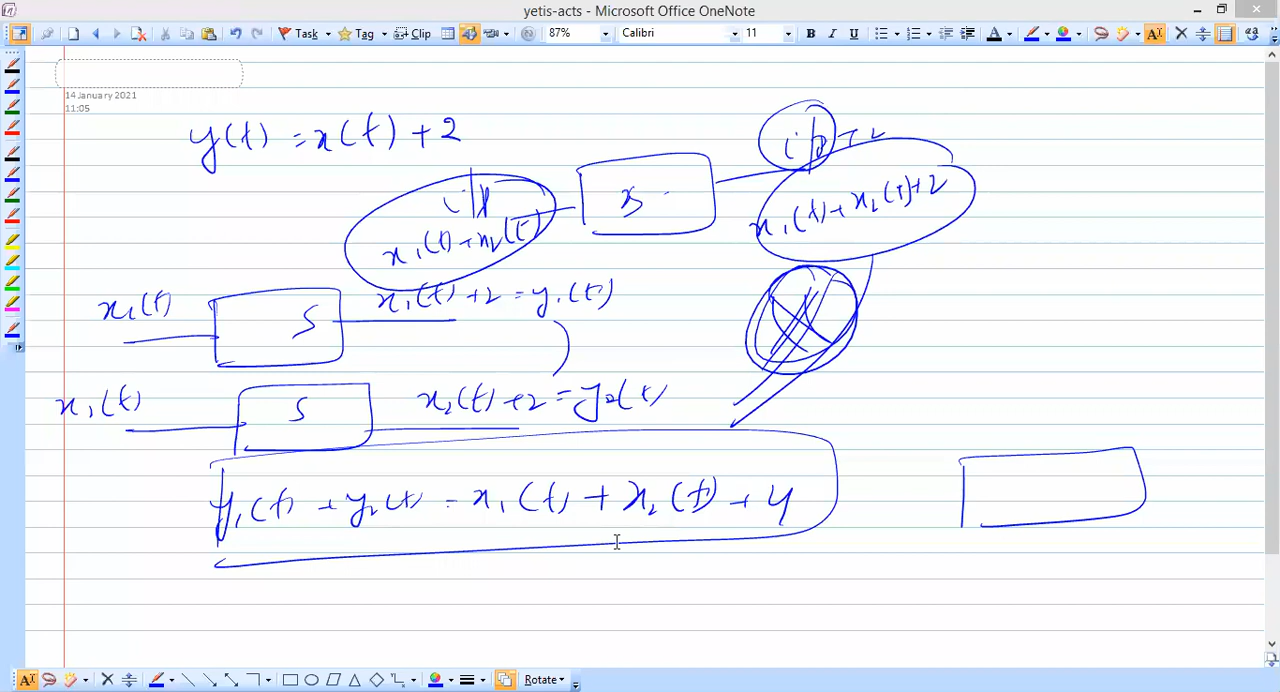 yetis-acts - Microsoft Office OneNote
Task Tag Clip 87% Calibri 11 B I U
14 January 2021
11:05
y(t) = x(t) + 2
i/p + 2
i/p
x1(t) + x2(t)
S
x1(t) + x2(t) + 2
x1(t) S x1(t) + 2 = y1(t)
x1(t) S x2(t) + 2 = y2(t)
y1(t) + y2(t) = x1(t) + x2(t) + 4
Rotate